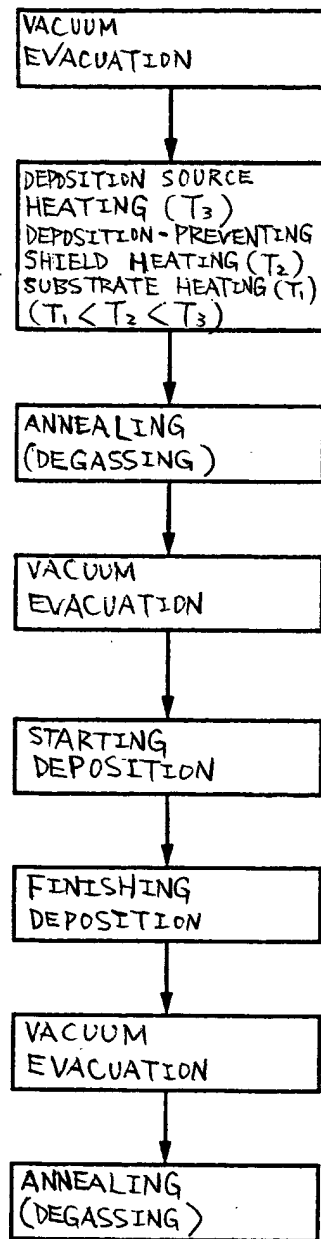 VACUUM
EVACUATION
DEPOSITION SOURCE
HEATING (T₃)
DEPOSITION-PREVENTING
SHIELD HEATING (T₂)
SUBSTRATE HEATING (T₁)
(T₁ < T₂ < T₃)
ANNEALING
(DEGASSING)
VACUUM
EVACUATION
STARTING
DEPOSITION
FINISHING
DEPOSITION
VACUUM
EVACUATION
ANNEALING
(DEGASSING)